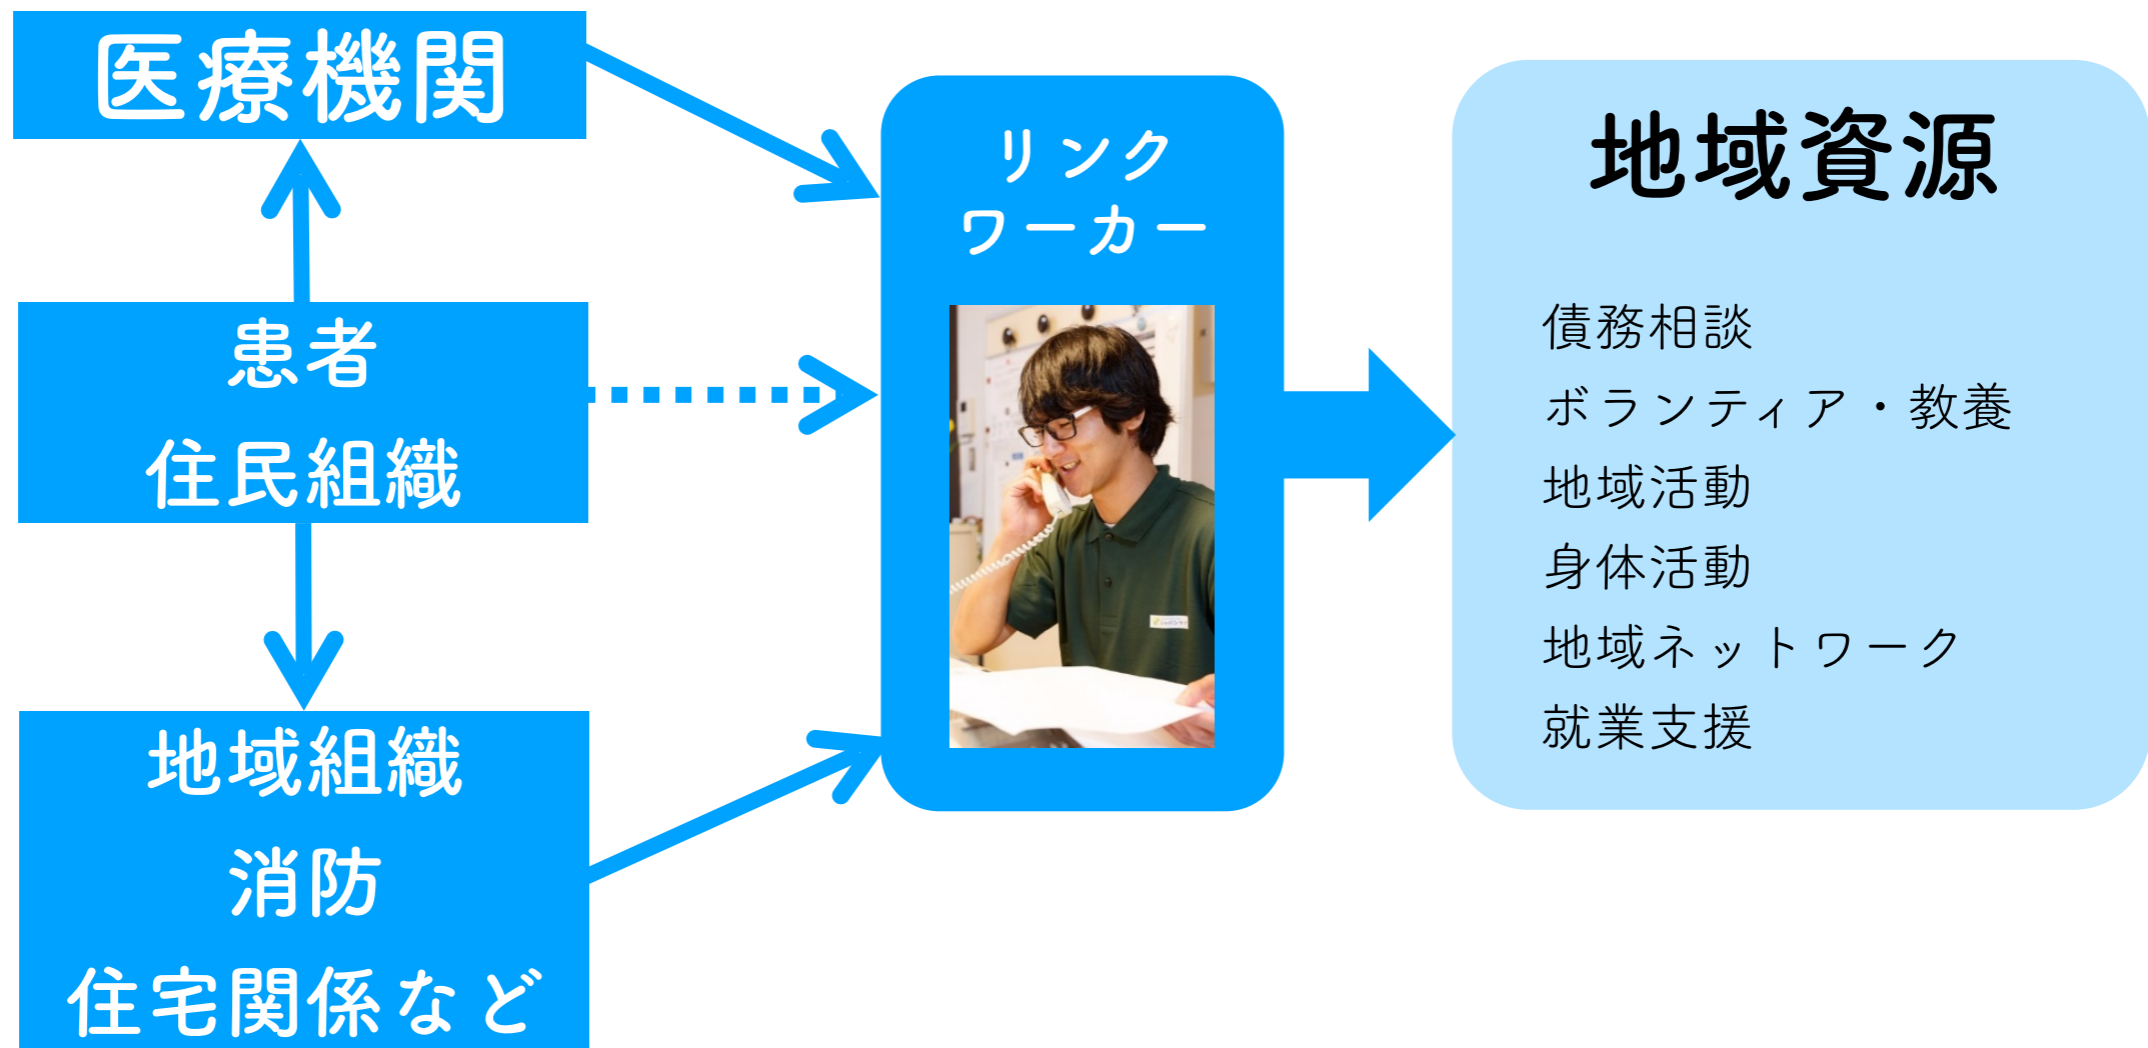 医療機関
患者
住民組織
地域組織
消防
住宅関係など
リンク
ワーカー
地域資源
債務相談
ボランティア・教養
地域活動
身体活動
地域ネットワーク
就業支援